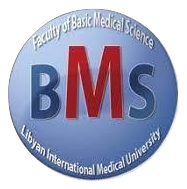 Faculty of Basic Medical Science
BMS
Libyan International Medical University